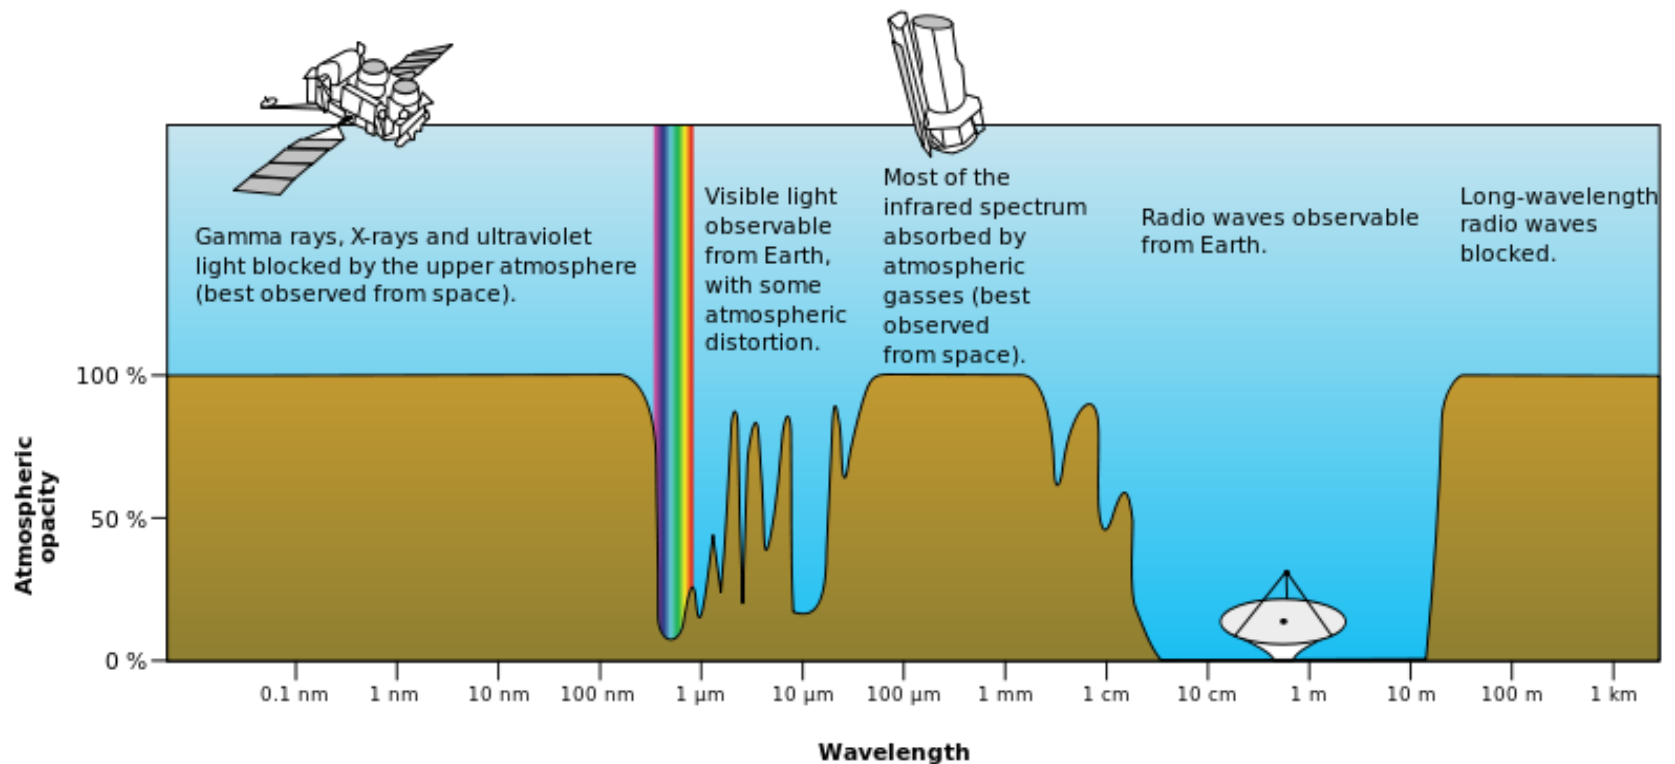 Gamma rays, X-rays and ultraviolet
light blocked by the upper atmosphere
(best observed from space).
Visible light
observable
from Earth,
with some
atmospheric
distortion.
Most of the
infrared spectrum
absorbed by
atmospheric
gasses (best
observed
from space).
Radio waves observable
from Earth.
Long-wavelength
radio waves
blocked.
Atmospheric
opacity
100 %
50 %
0 %
0.1 nm
1 nm
10 nm
100 nm
1 μm
10 μm
100 μm
1 mm
1 cm
10 cm
1 m
10 m
100 m
1 km
Wavelength